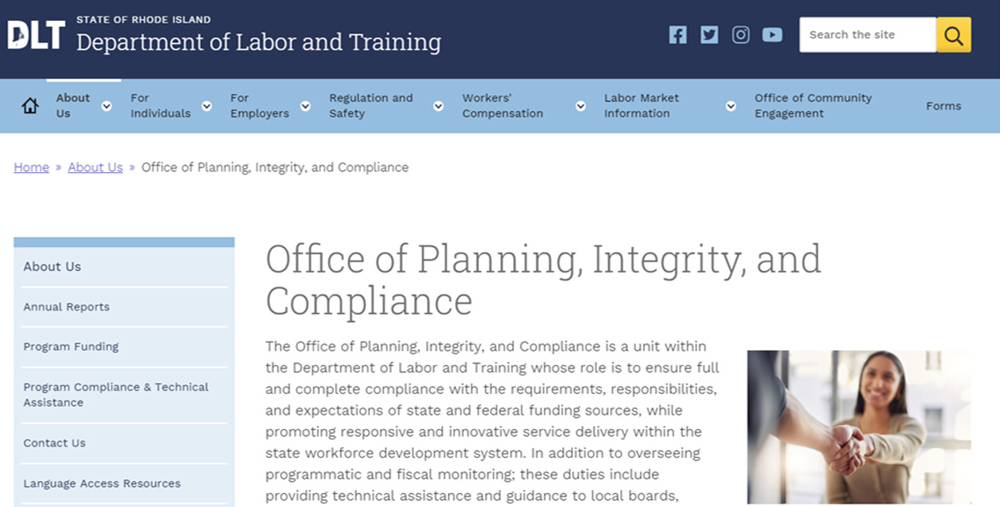 DLT
STATE OF RHODE ISLAND
Department of Labor and Training
Search the site
About
Us
For
Individuals
For
Employers
Regulation and
Safety
Workers'
Compensation
Labor Market
Information
Office of Community
Engagement
Forms
Home » About Us » Office of Planning, Integrity, and Compliance
About Us
Annual Reports
Program Funding
Program Compliance & Technical
Assistance
Contact Us
Language Access Resources
Office of Planning, Integrity, and
Compliance
The Office of Planning, Integrity, and Compliance is a unit within
the Department of Labor and Training whose role is to ensure full
and complete compliance with the requirements, responsibilities,
and expectations of state and federal funding sources, while
promoting responsive and innovative service delivery within the
state workforce development system. In addition to overseeing
programmatic and fiscal monitoring; these duties include
providing technical assistance and guidance to local boards,